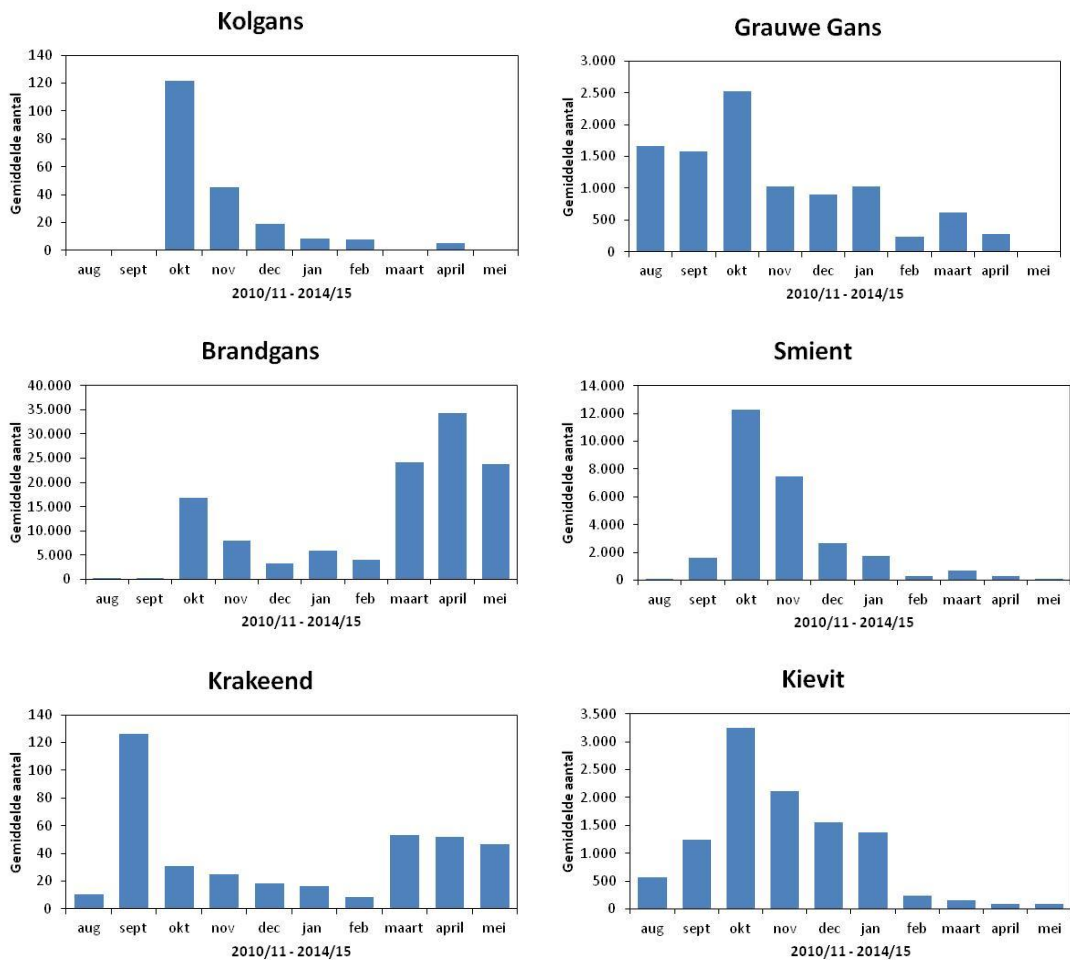 Kolgans
Gemiddelde aantal
140
120
100
80
60
40
20
0
aug sept okt nov dec jan feb maart april mei
2010/11 - 2014/15
Grauwe Gans
Gemiddelde aantal
3.000
2.500
2.000
1.500
1.000
500
0
aug sept okt nov dec jan feb maart april mei
2010/11 - 2014/15
Brandgans
Gemiddelde aantal
40.000
35.000
30.000
25.000
20.000
15.000
10.000
5.000
0
aug sept okt nov dec jan feb maart april mei
2010/11 - 2014/15
Smient
Gemiddelde aantal
14.000
12.000
10.000
8.000
6.000
4.000
2.000
0
aug sept okt nov dec jan feb maart april mei
2010/11 - 2014/15
Krakeend
Gemiddelde aantal
140
120
100
80
60
40
20
0
aug sept okt nov dec jan feb maart april mei
2010/11 - 2014/15
Kievit
Gemiddelde aantal
3.500
3.000
2.500
2.000
1.500
1.000
500
0
aug sept okt nov dec jan feb maart april mei
2010/11 - 2014/15